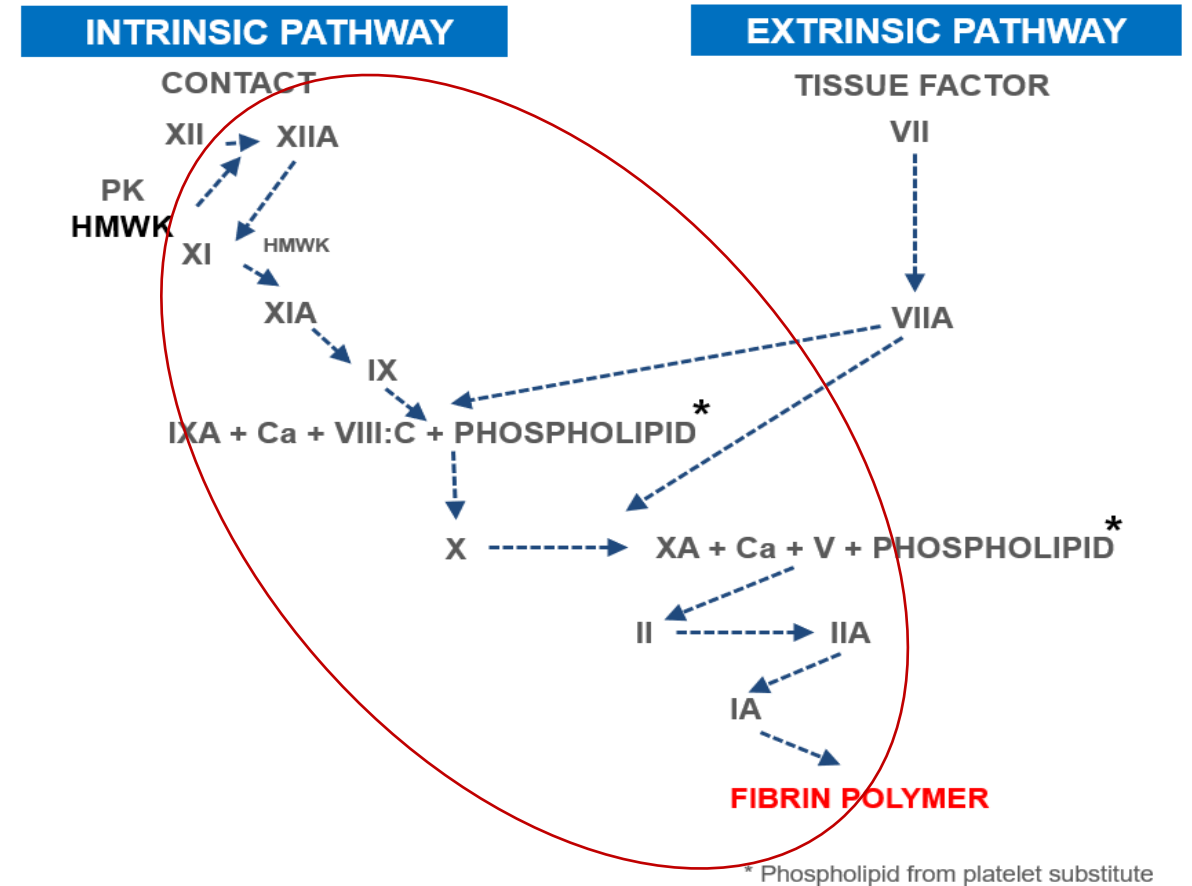 INTRINSIC PATHWAY
EXTRINSIC PATHWAY
CONTACT
TISSUE FACTOR
XII
XIIA
VII
PK
HMWK
XI
HMWK
XIA
VIIA
IX
IXA + Ca + VIII:C + PHOSPHOLIPID*
X
XA + Ca + V + PHOSPHOLIPID*
II
IIA
IA
FIBRIN POLYMER
* Phospholipid from platelet substitute